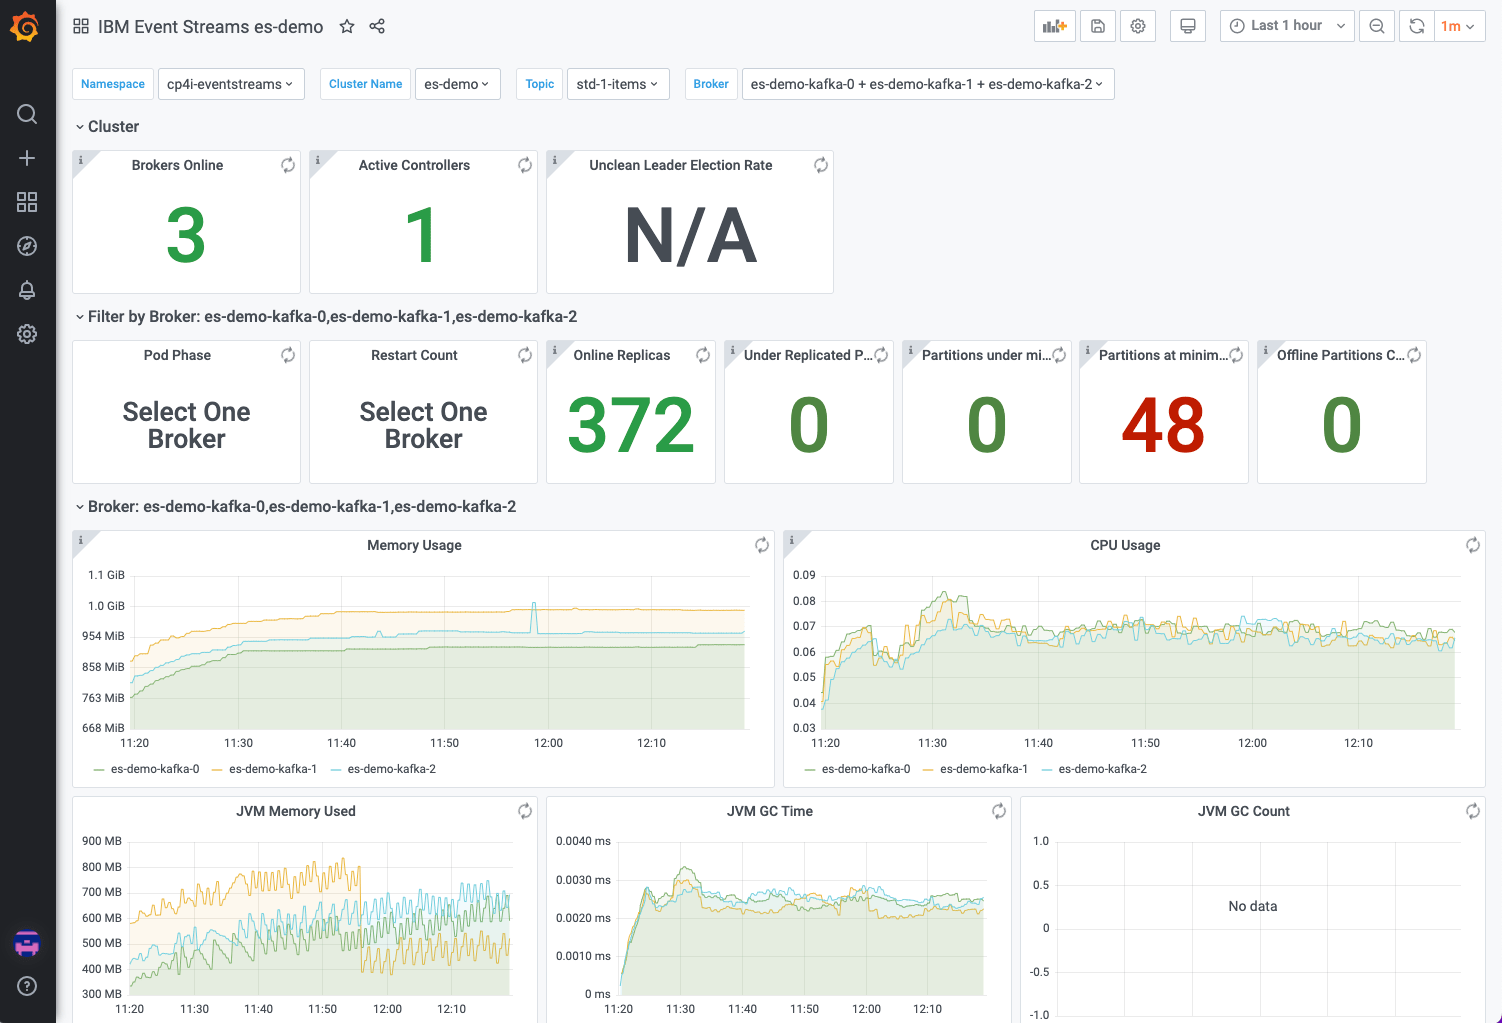 IBM Event Streams es-demo
Last 1 hour
1m
Namespace cp4i-eventstreams Cluster Name es-demo Topic std-1-items Broker es-demo-kafka-0 + es-demo-kafka-1 + es-demo-kafka-2
Cluster
i Brokers Online
3
i Active Controllers
1
i Unclean Leader Election Rate
N/A
Filter by Broker: es-demo-kafka-0,es-demo-kafka-1,es-demo-kafka-2
Pod Phase
Select One
Broker
Restart Count
Select One
Broker
i Online Replicas
372
i Under Replicated P...
0
i Partitions under mi...
0
i Partitions at minim...
48
i Offline Partitions C...
0
Broker: es-demo-kafka-0,es-demo-kafka-1,es-demo-kafka-2
i Memory Usage
1.1 GiB
1.0 GiB
954 MiB
858 MiB
763 MiB
668 MiB
11:20 11:30 11:40 11:50 12:00 12:10
es-demo-kafka-0 es-demo-kafka-1 es-demo-kafka-2
i CPU Usage
0.09
0.08
0.07
0.06
0.05
0.04
0.03
11:20 11:30 11:40 11:50 12:00 12:10
es-demo-kafka-0 es-demo-kafka-1 es-demo-kafka-2
JVM Memory Used
900 MB
800 MB
700 MB
600 MB
500 MB
400 MB
300 MB
11:20 11:30 11:40 11:50 12:00 12:10
JVM GC Time
0.0040 ms
0.0030 ms
0.0020 ms
0.0010 ms
0 ms
11:20 11:30 11:40 11:50 12:00 12:10
JVM GC Count
1.0
0.5
No data
0
-0.5
-1.0